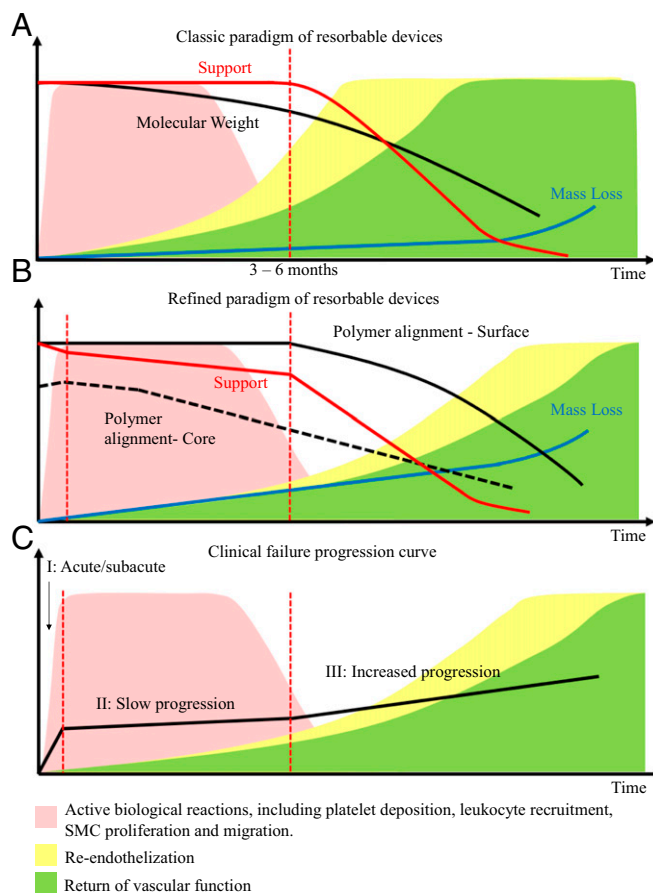 A
Classic paradigm of resorbable devices
Support
Molecular Weight
Mass Loss
3 – 6 months
Time
B
Refined paradigm of resorbable devices
Polymer alignment - Surface
Support
Mass Loss
Polymer
alignment- Core
Time
C
Clinical failure progression curve
I: Acute/subacute
III: Increased progression
II: Slow progression
Time
Active biological reactions, including platelet deposition, leukocyte recruitment,
SMC proliferation and migration.
Re-endothelization
Return of vascular function